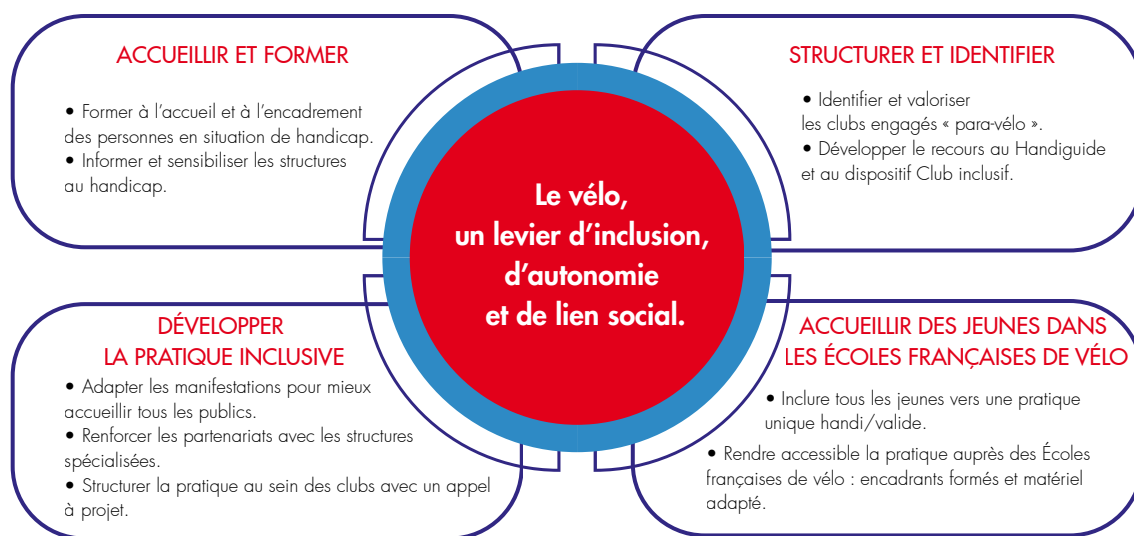 ACCUEILLIR ET FORMER
• Former à l'accueil et à l'encadrement
des personnes en situation de handicap.
• Informer et sensibiliser les structures
au handicap.
STRUCTURER ET IDENTIFIER
• Identifier et valoriser
les clubs engagés « para-vélo ».
• Développer le recours au Handiguide
et au dispositif Club inclusif.
Le vélo,
un levier d'inclusion,
d'autonomie
et de lien social.
DÉVELOPPER
LA PRATIQUE INCLUSIVE
• Adapter les manifestations pour mieux
accueillir tous les publics.
• Renforcer les partenariats avec les structures
spécialisées.
• Structurer la pratique au sein des clubs avec un appel
à projet.
ACCUEILLIR DES JEUNES DANS
LES ÉCOLES FRANÇAISES DE VÉLO
• Inclure tous les jeunes vers une pratique
unique handi/valide.
• Rendre accessible la pratique auprès des Écoles
françaises de vélo : encadrants formés et matériel
adapté.